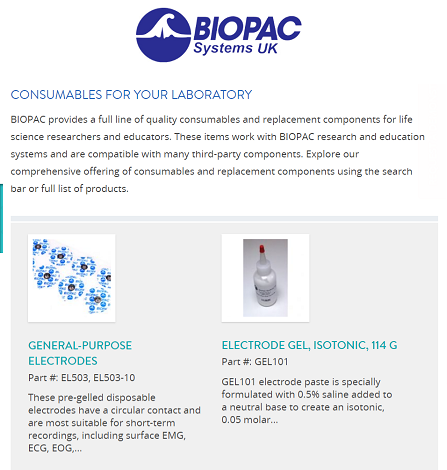 BIOPAC
Systems UK
CONSUMABLES FOR YOUR LABORATORY
BIOPAC provides a full line of quality consumables and replacement components for life
science researchers and educators. These items work with BIOPAC research and education
systems and are compatible with many third-party components. Explore our
comprehensive offering of consumables and replacement components using the search
bar or full list of products.
GENERAL-PURPOSE
ELECTRODES
Part #: EL503, EL503-10
These pre-gelled disposable
electrodes have a circular contact and
are most suitable for short-term
recordings, including surface EMG,
ECG, EOG,...
ELECTRODE GEL, ISOTONIC, 114 G
Part #: GEL101
GEL101 electrode paste is specially
formulated with 0.5% saline added to
a neutral base to create an isotonic,
0.05 molar...